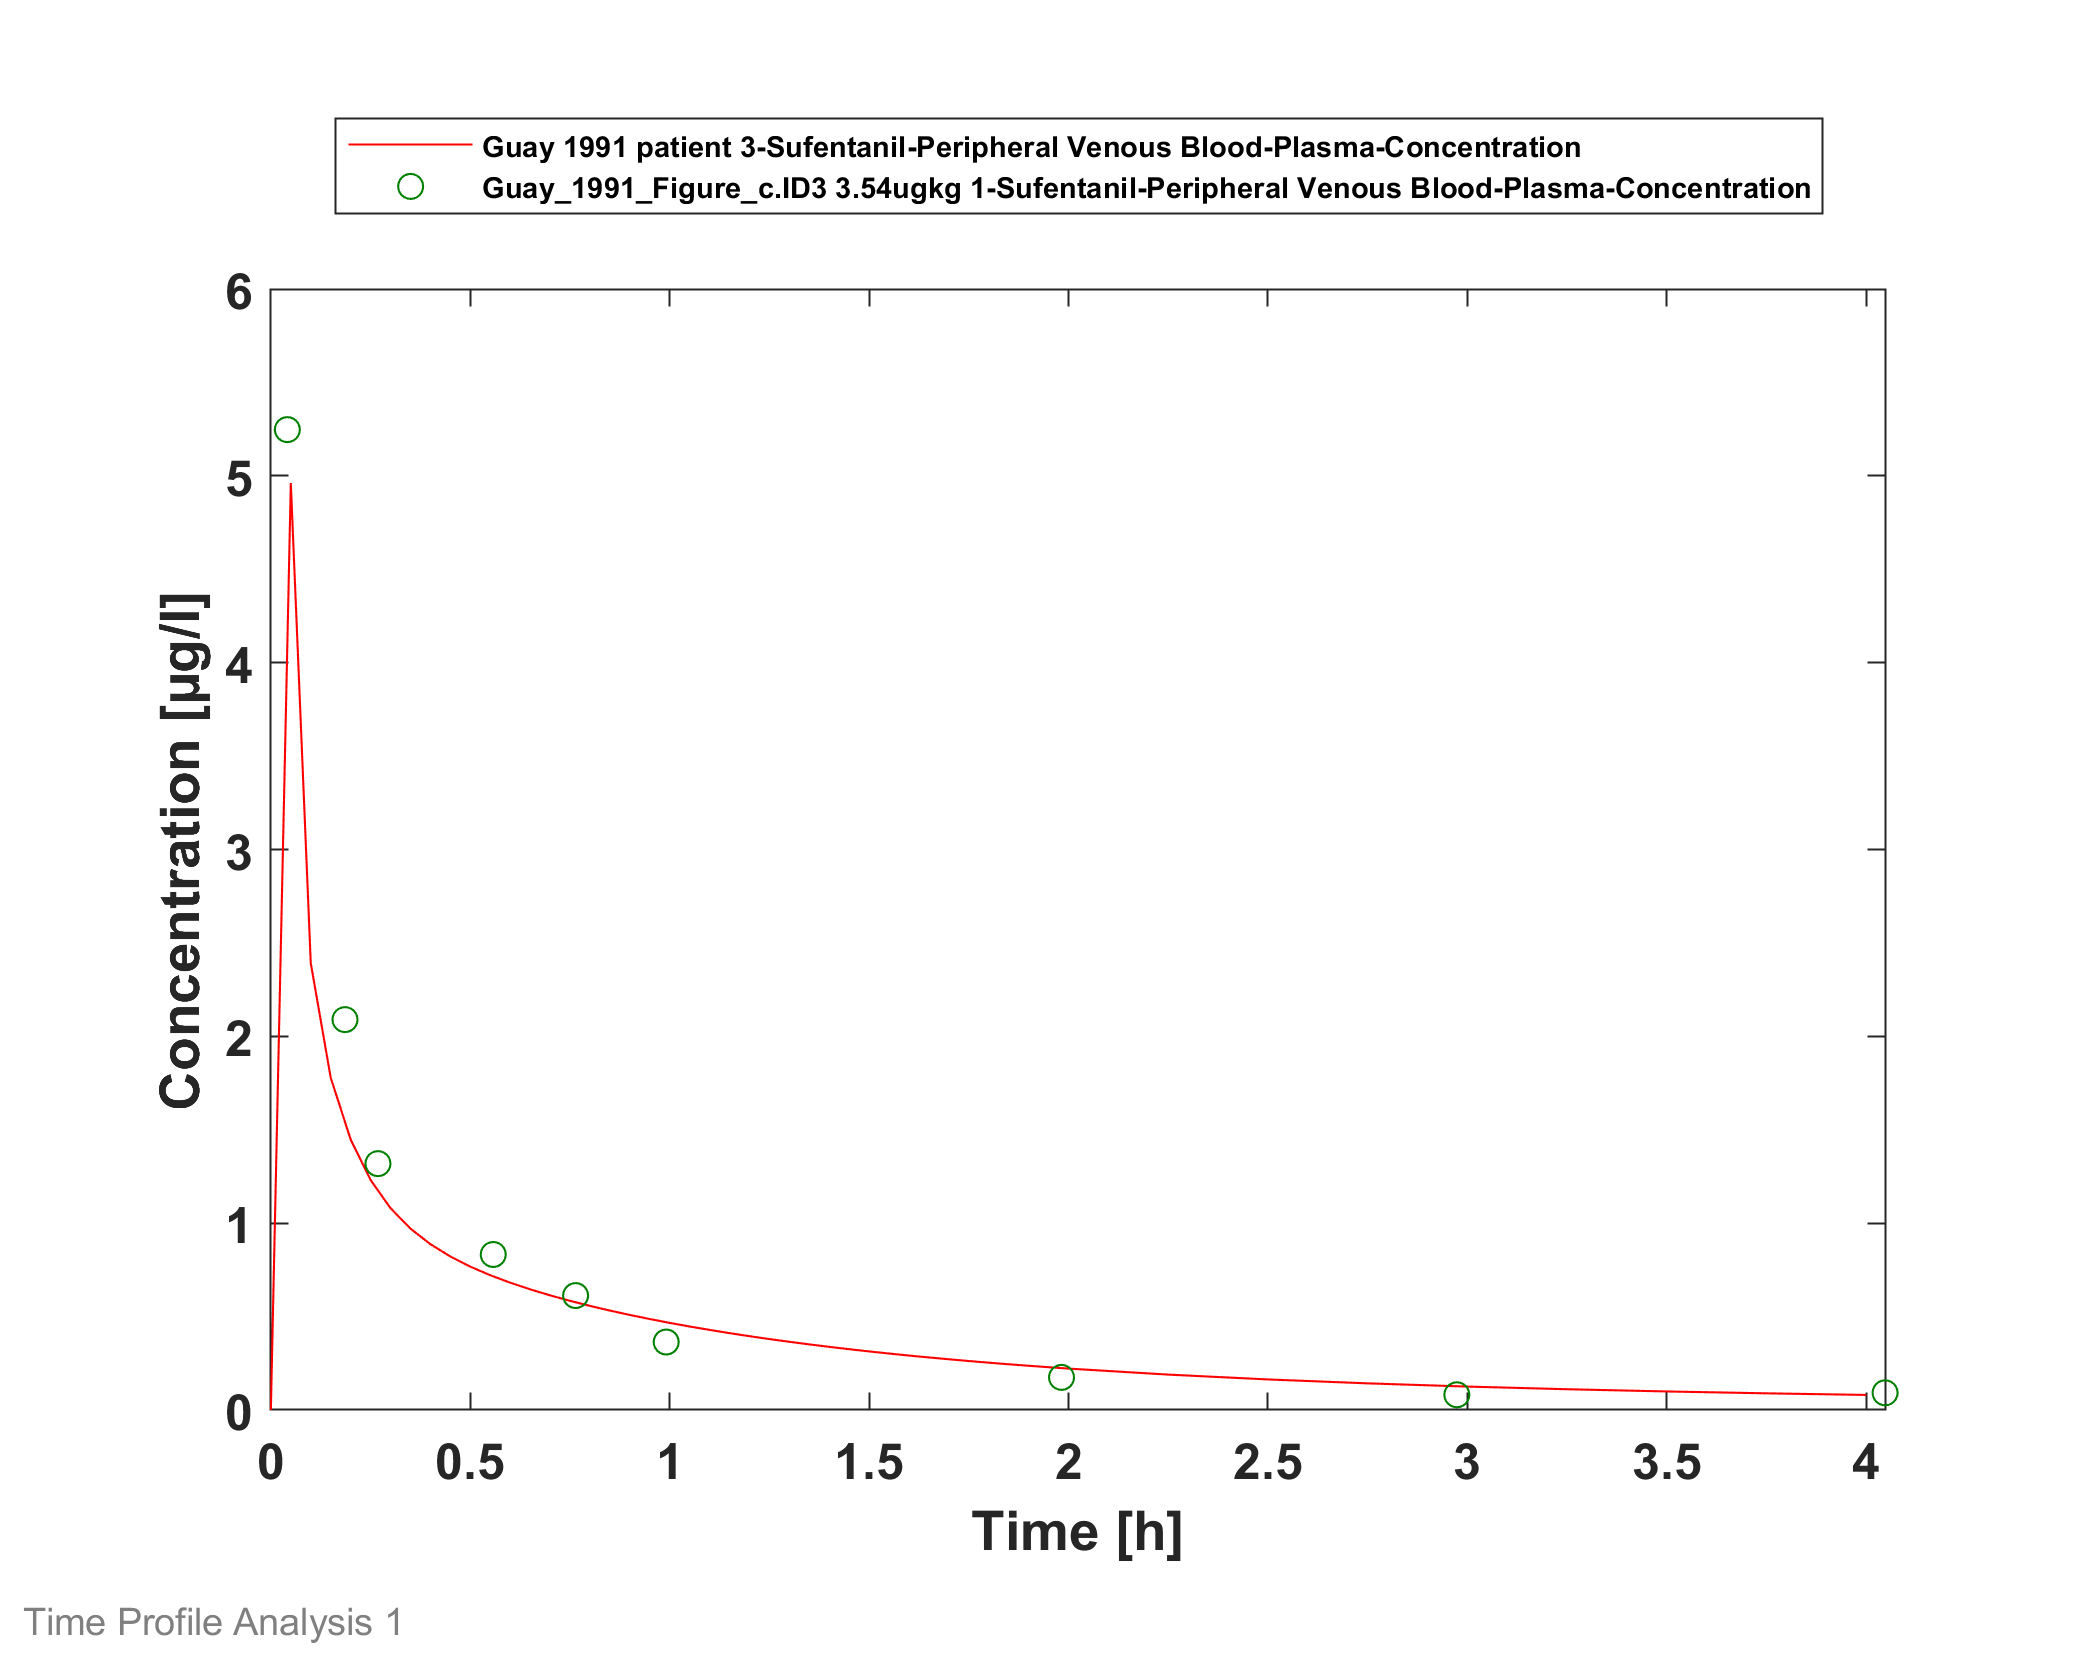 Guay 1991 patient 3-Sufentanil-Peripheral Venous Blood-Plasma-Concentration
Guay_1991_Figure_c.ID3 3.54ugkg 1-Sufentanil-Peripheral Venous Blood-Plasma-Concentration
6
5
4
3
2
1
0
Concentration [µg/l]
0 0.5 1 1.5 2 2.5 3 3.5 4
Time [h]
Time Profile Analysis 1